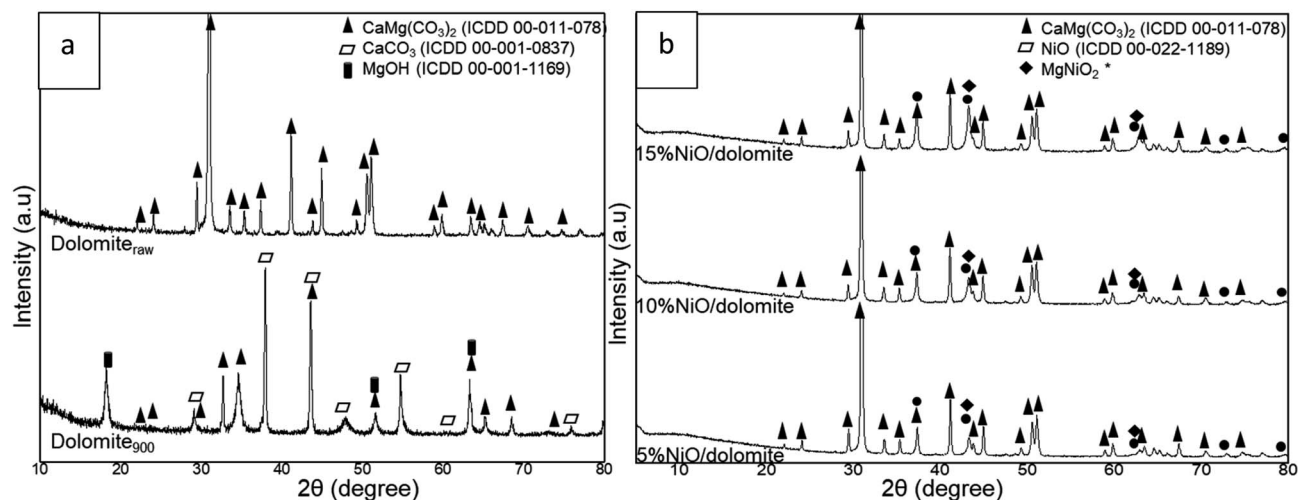 a
▲ CaMg(CO₃)₂ (ICDD 00-011-078)
CaCO₃ (ICDD 00-001-0837)
MgOH (ICDD 00-001-1169)
Intensity (a.u)
Dolomiteraw
Dolomite900
10 20 30 40 50 60 70 80
2θ (degree)
b
▲ CaMg(CO₃)₂ (ICDD 00-011-078)
NiO (ICDD 00-022-1189)
◆ MgNiO₂ *
Intensity (a.u)
15%NiO/dolomite
10%NiO/dolomite
5%NiO/dolomite
20 30 40 50 60 70 80
2θ (degree)